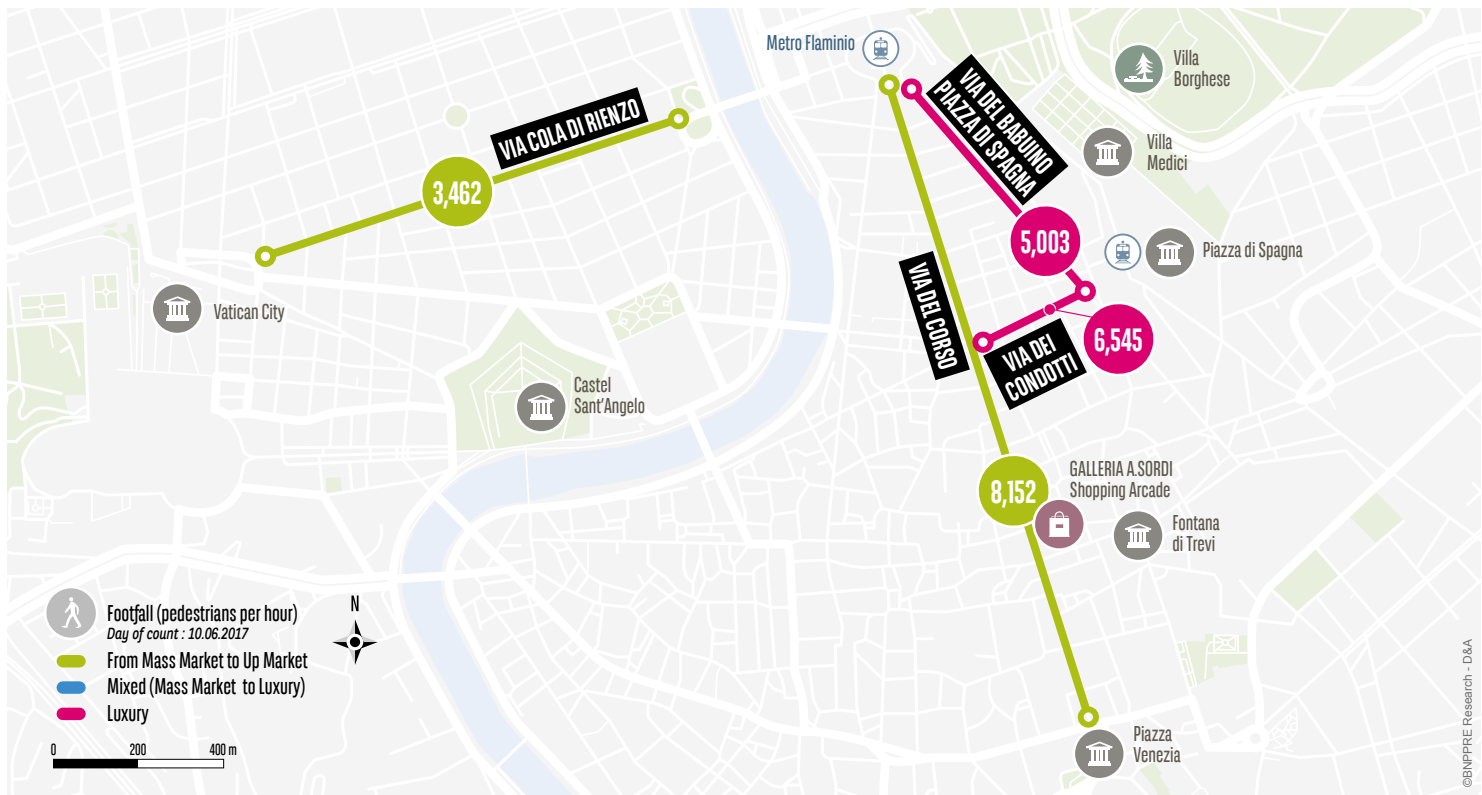 Metro Flaminio
Villa
Borghese
VIA DEL BABUINO
PIAZZA DI SPAGNA
VIA COLA DI RIENZO
Villa
Medici
3,462
5,003
Piazza di Spagna
VIA DEL CORSO
Vatican City
6,545
VIA DEI
CONDOTTI
Castel
Sant'Angelo
GALLERIA A.SORDI
Shopping Arcade
8,152
Fontana
di Trevi
Footfall (pedestrians per hour)
Day of count : 10.06.2017
N
From Mass Market to Up Market
Mixed (Mass Market to Luxury)
Luxury
0 200 400 m
Piazza
Venezia
©BNPPRE Research - D&A